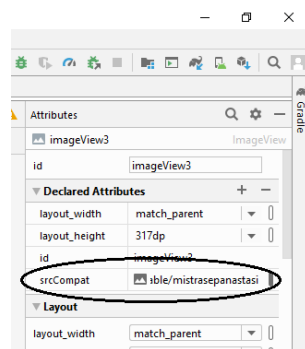 Attributes
imageView3 ImageView
id imageView3
Declared Attributes
layout_width match_parent
layout_height 317dp
id imageView3
srcCompat able/mistrasepanastasi
Layout
layout_width match_parent
Gradle